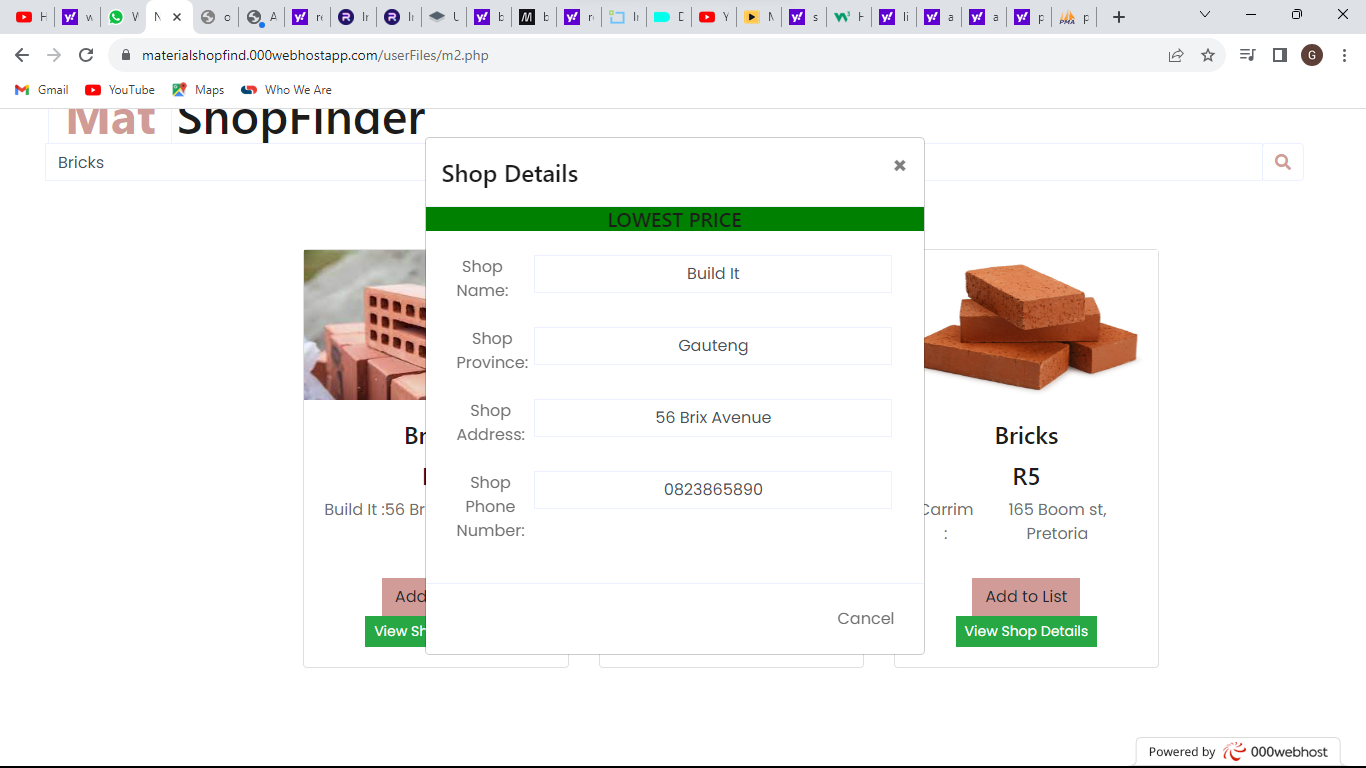 materialshopfind.000webhostapp.com/userFiles/m2.php
G
Gmail
YouTube
Maps
Who We Are
Mat ShopFinder
Bricks
Shop Details
LOWEST PRICE
Shop
Name:
Build It
Shop
Province:
Gauteng
Shop
Address:
56 Brix Avenue
Shop
Phone
Number:
0823865890
Cancel
Build It :56 Br
Add
View Sh
Bricks
R5
Carrim
:
165 Boom st,
Pretoria
Add to List
View Shop Details
Powered by 000webhost